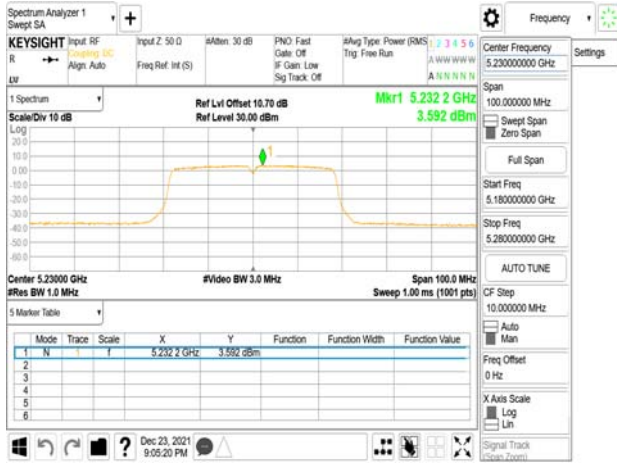 Spectrum Analyzer 1
Swept SA
+
Frequency
Settings
KEYSIGHT
R
LW
Input: RF
Coupling: DC
Align: Auto
Input Z: 50 Ω
Freq Ref: Int (S)
#Atten: 30 dB
PNO: Fast
Gate: Off
IF Gain: Low
Sig Track: Off
#Avg Type: Power (RMS
Trig: Free Run
1 2 3 4 5 6
A W W W W W
A N N N N N
1 Spectrum
Scale/Div 10 dB
Ref Lvl Offset 10.70 dB
Ref Level 30.00 dBm
Mkr1 5.232 2 GHz
3.592 dBm
Log
20.0
10.0
0.00
-10.0
-20.0
-30.0
-40.0
-50.0
-60.0
1
Center 5.23000 GHz
#Res BW 1.0 MHz
#Video BW 3.0 MHz
Span 100.0 MHz
Sweep 1.00 ms (1001 pts)
5 Marker Table
Mode Trace Scale X Y Function Function Width Function Value
1 N 1 f 5.232 2 GHz 3.592 dBm
2
3
4
5
6
Dec 23, 2021
9:05:20 PM
Center Frequency
5.230000000 GHz
Span
100.000000 MHz
Swept Span
Zero Span
Full Span
Start Freq
5.180000000 GHz
Stop Freq
5.280000000 GHz
AUTO TUNE
CF Step
10.000000 MHz
Auto
Man
Freq Offset
0 Hz
X Axis Scale
Log
Lin
Signal Track
(Span Zoom)